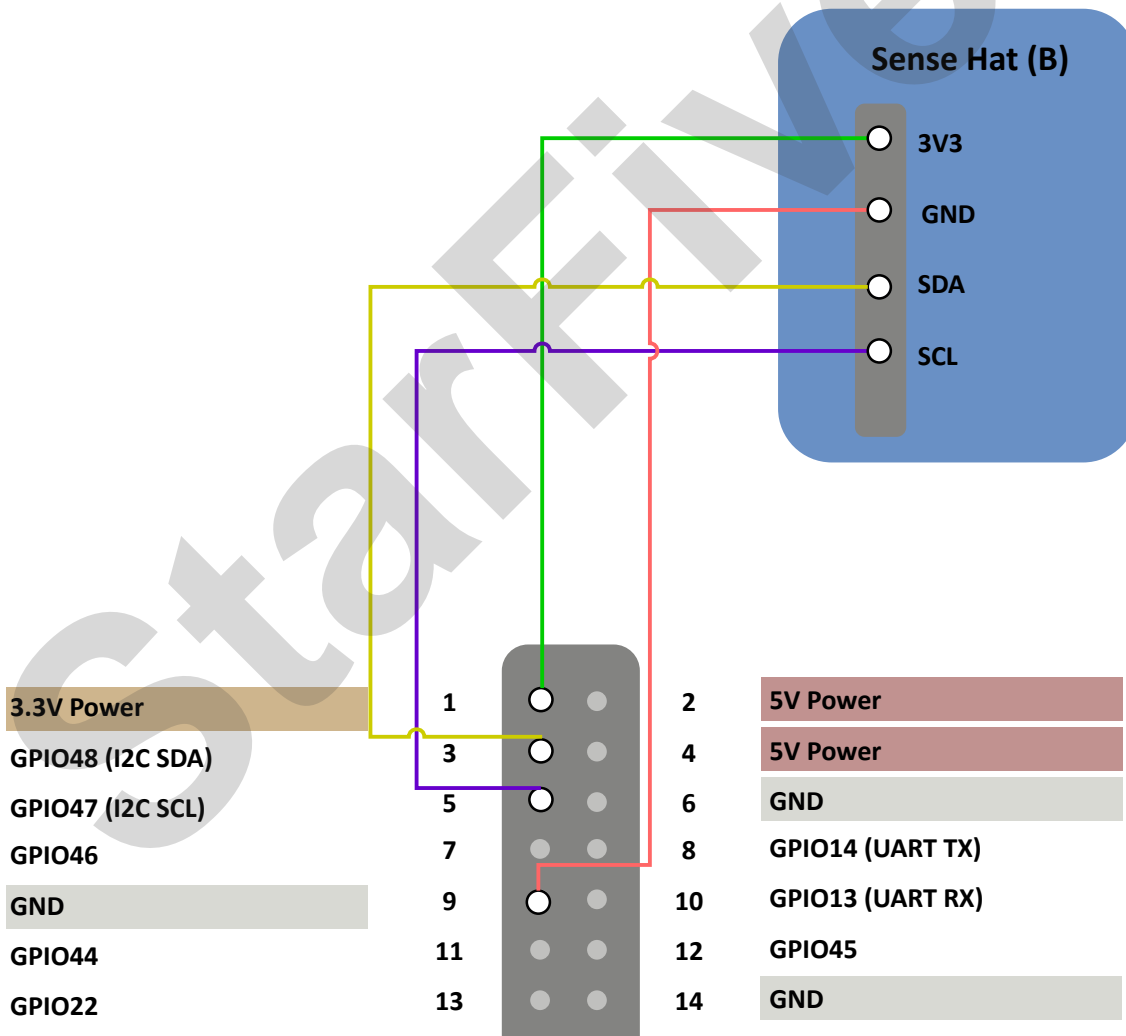 Sense Hat (B)
3V3
GND
SDA
SCL
3.3V Power 1 2 5V Power
GPIO48 (I2C SDA) 3 4 5V Power
GPIO47 (I2C SCL) 5 6 GND
GPIO46 7 8 GPIO14 (UART TX)
GND 9 10 GPIO13 (UART RX)
GPIO44 11 12 GPIO45
GPIO22 13 14 GND
StarFive